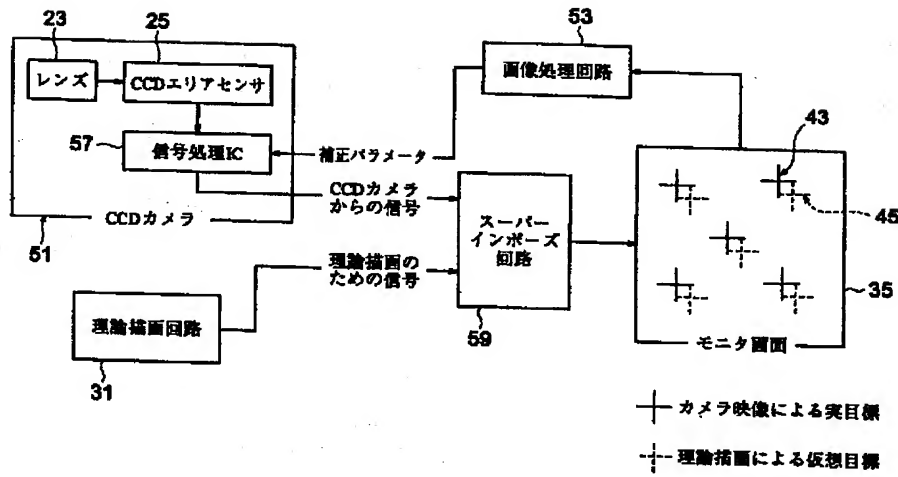 23
25
レンズ
CCDエリアセンサ
57
信号処理IC
51
CCDカメラ
53
画像処理回路
補正パラメータ
CCDカメラ
からの信号
理論描画の
ための信号
理論描画回路
31
スーパー
インポーズ
回路
59
43
45
35
モニタ画面
カメラ映像による実目標
理論描画による仮想目標